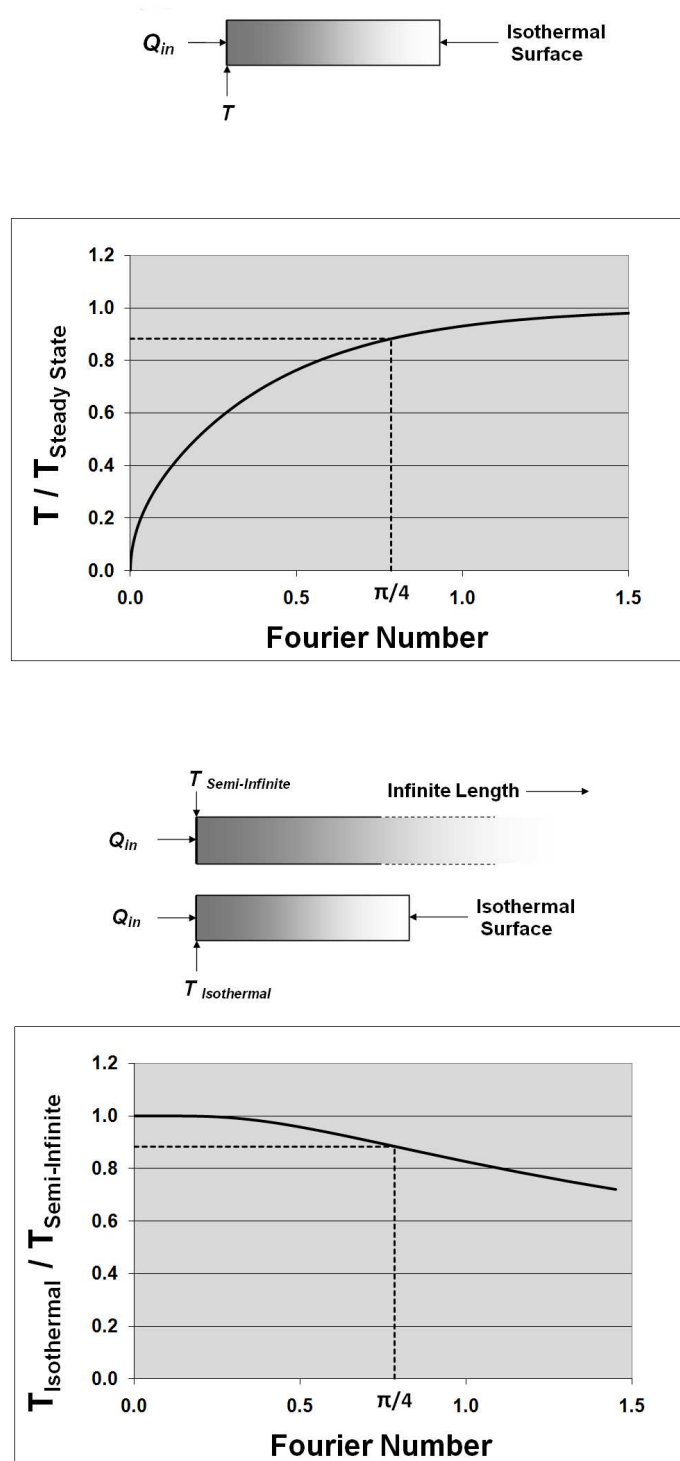 Q_in
Isothermal
Surface
T
1.2
1.0
0.8
0.6
0.4
0.2
0.0
T / T_Steady State
0.0
0.5
π/4
1.0
1.5
Fourier Number
T Semi-Infinite
Infinite Length
Q_in
Q_in
Isothermal
Surface
T Isothermal
1.2
1.0
0.8
0.6
0.4
0.2
0.0
T_Isothermal / T_Semi-Infinite
0.0
0.5
π/4
1.0
1.5
Fourier Number